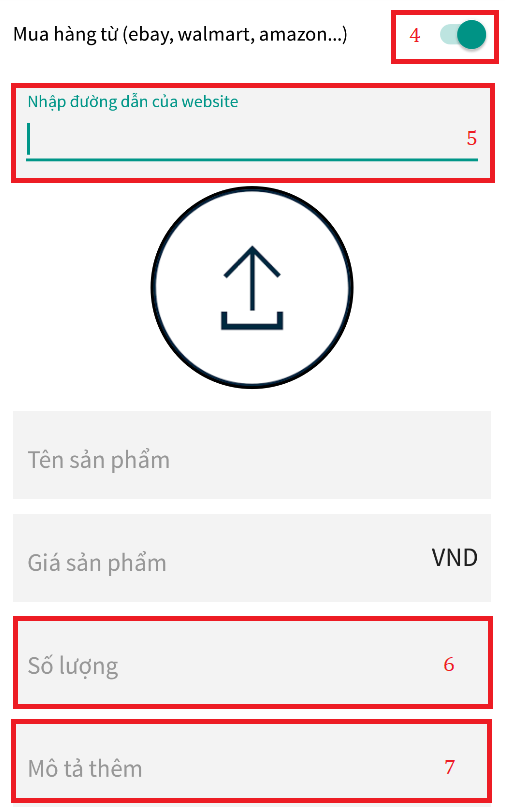 Mua hàng từ (ebay, walmart, amazon...) 4
Nhập đường dẫn của website
5
Tên sản phẩm
Giá sản phẩm VND
Số lượng 6
Mô tả thêm 7